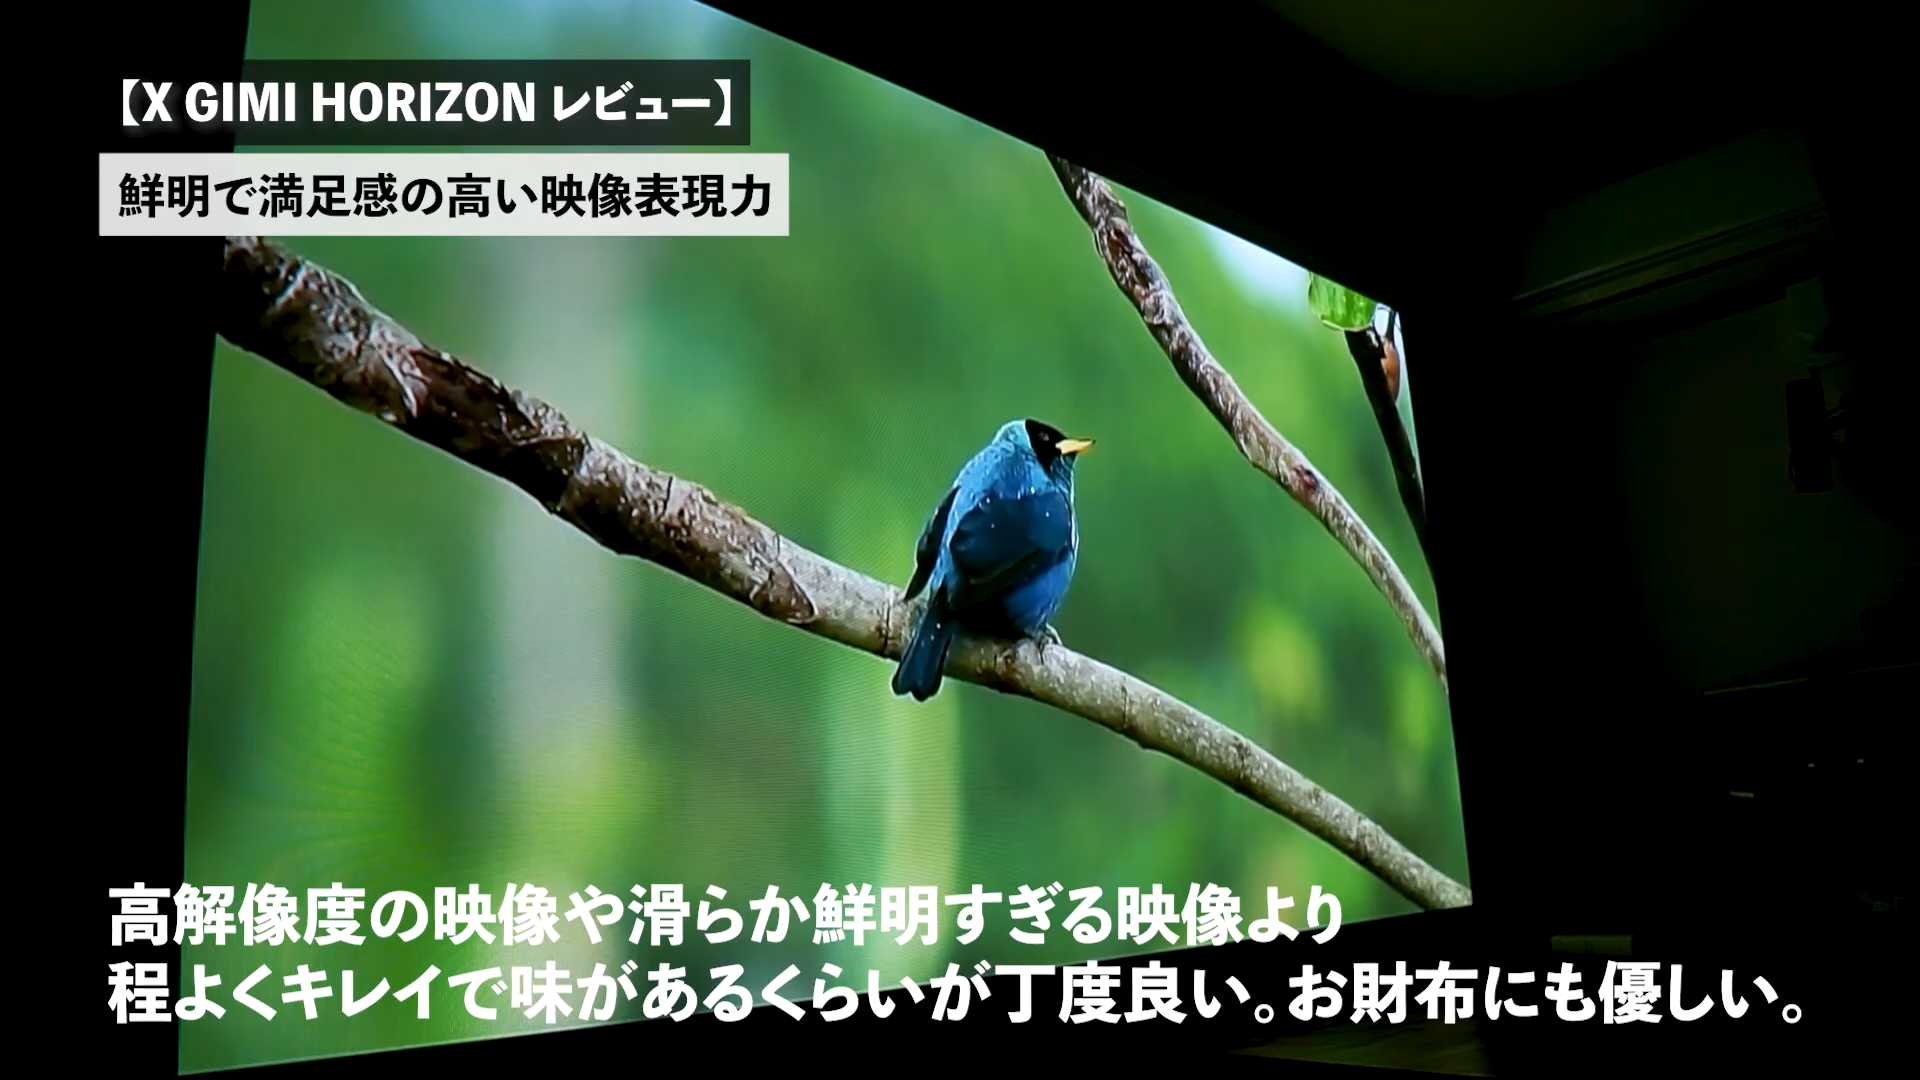 【X GIMI HORIZON レビュー】
鮮明で満足感の高い映像表現力
高解像度の映像や滑らか鮮明すぎる映像より
程よくキレイで味があるくらいが丁度良い。お財布にも優しい。